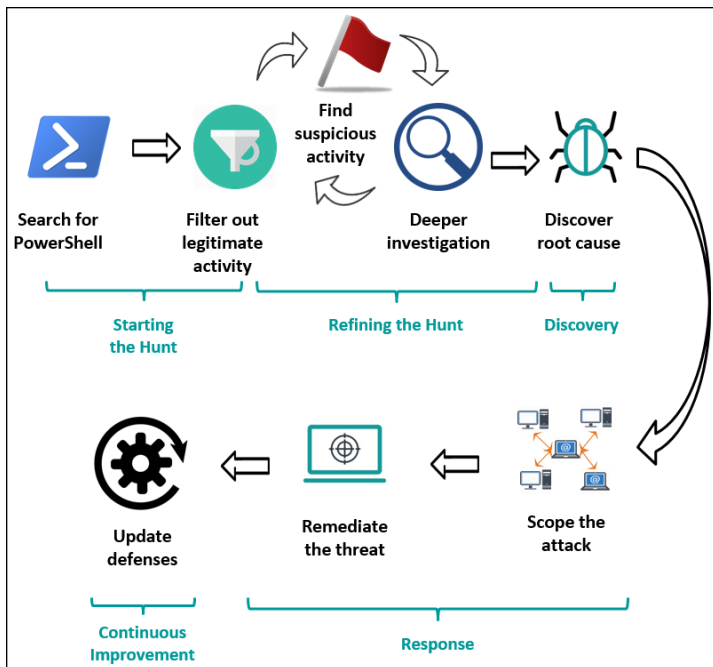 Find
suspicious
activity
Search for
PowerShell
Filter out
legitimate
activity
Deeper
investigation
Discover
root cause
Starting
the Hunt
Refining the Hunt
Discovery
@
@
Scope the
attack
Remediate
the threat
Update
defenses
Continuous
Improvement
Response